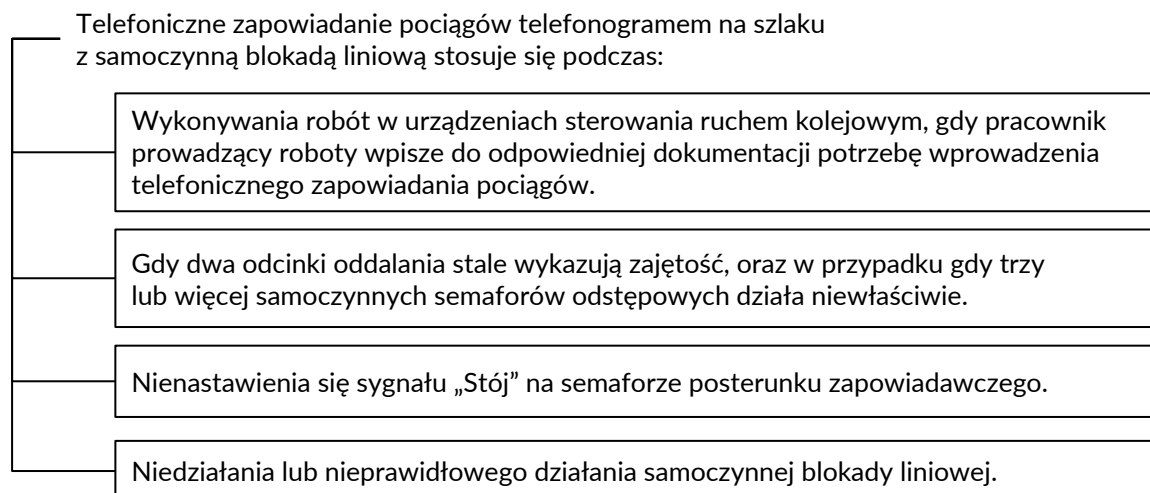 Telefoniczne zapowiadanie pociągów telefonogramem na szlaku
z samoczynną blokadą liniową stosuje się podczas:
Wykonywania robót w urządzeniach sterowania ruchem kolejowym, gdy pracownik
prowadzący roboty wpisze do odpowiedniej dokumentacji potrzebę wprowadzenia
telefonicznego zapowiadania pociągów.
Gdy dwa odcinki oddalania stale wykazują zajętość, oraz w przypadku gdy trzy
lub więcej samoczynnych semaforów odstępowych działa niewłaściwie.
Nienastawienia się sygnału „Stój” na semaforze posterunku zapowiadawczego.
Niedziałania lub nieprawidłowego działania samoczynnej blokady liniowej.